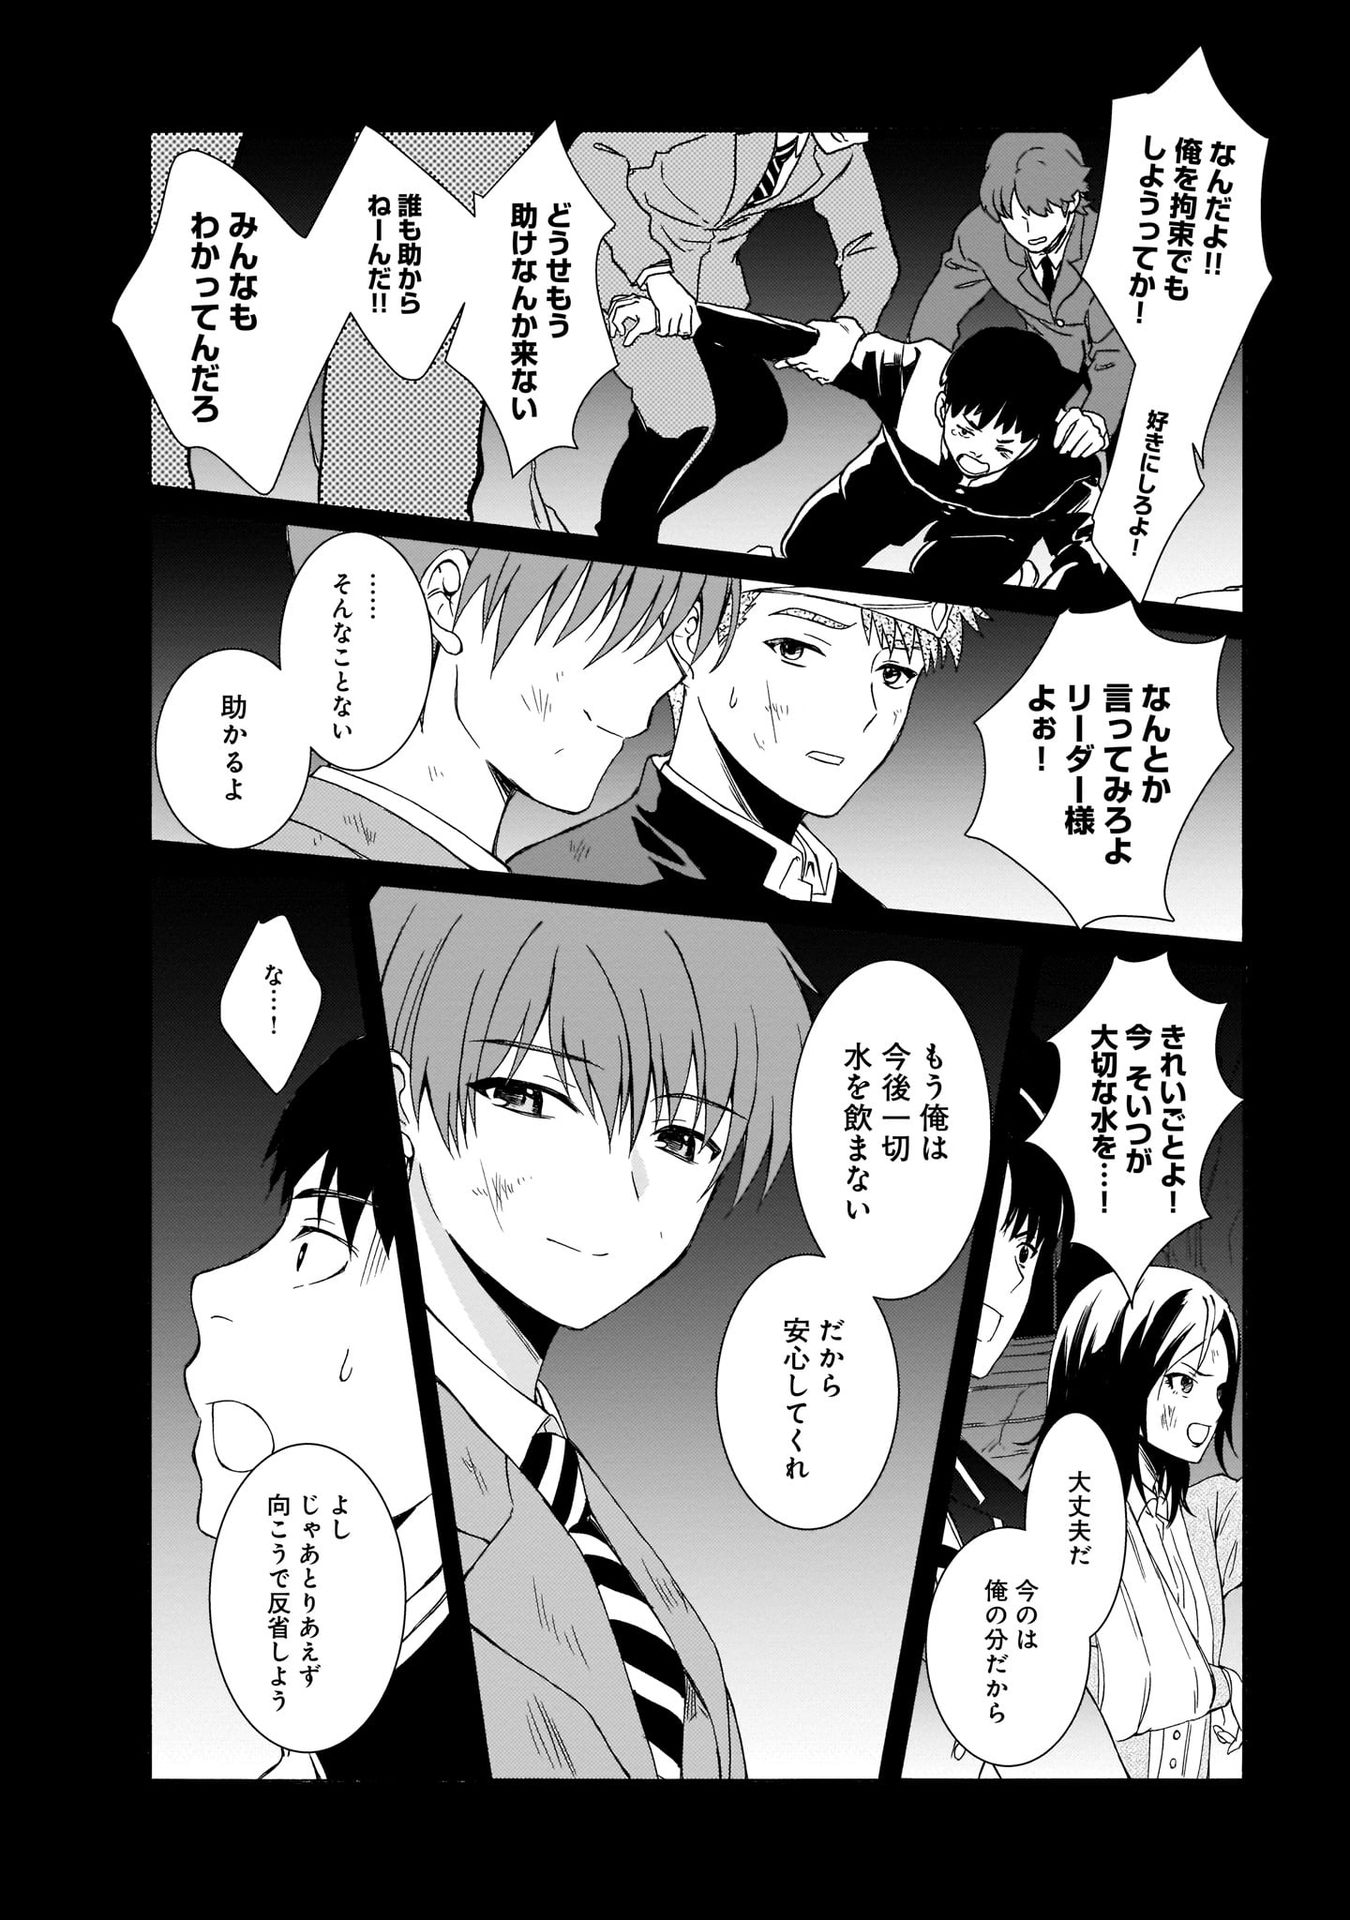 なんだよ!!
俺を拘束でも
しようってか!
好きにしろよ!
どうせもう
助けなんか来ない
誰も助から
ねーんだ!!
みんなも
わかってんだろ
なんとか
言ってみろよ
リーダー様
よぉ!
……
そんなことない
助かるよ
きれいごとよ!
今 そいつが
大切な水を…!
大丈夫だ
今のは
俺の分だから
もう俺は
今後一切
水を飲まない
だから
安心してくれ
な…!
よし
じゃあとりあえず
向こうで反省しよう